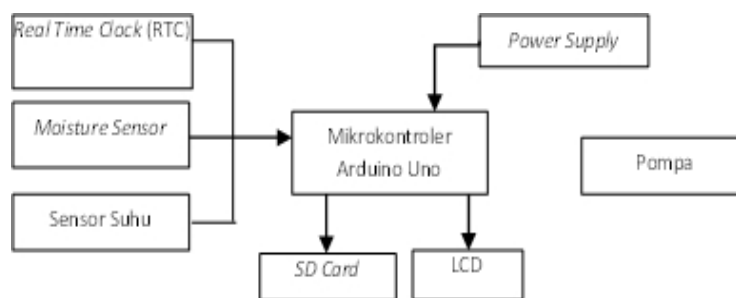 Real Time Clock (RTC)
Power Supply
Moisture Sensor
Mikrokontroler
Arduino Uno
Pompa
Sensor Suhu
SD Card
LCD